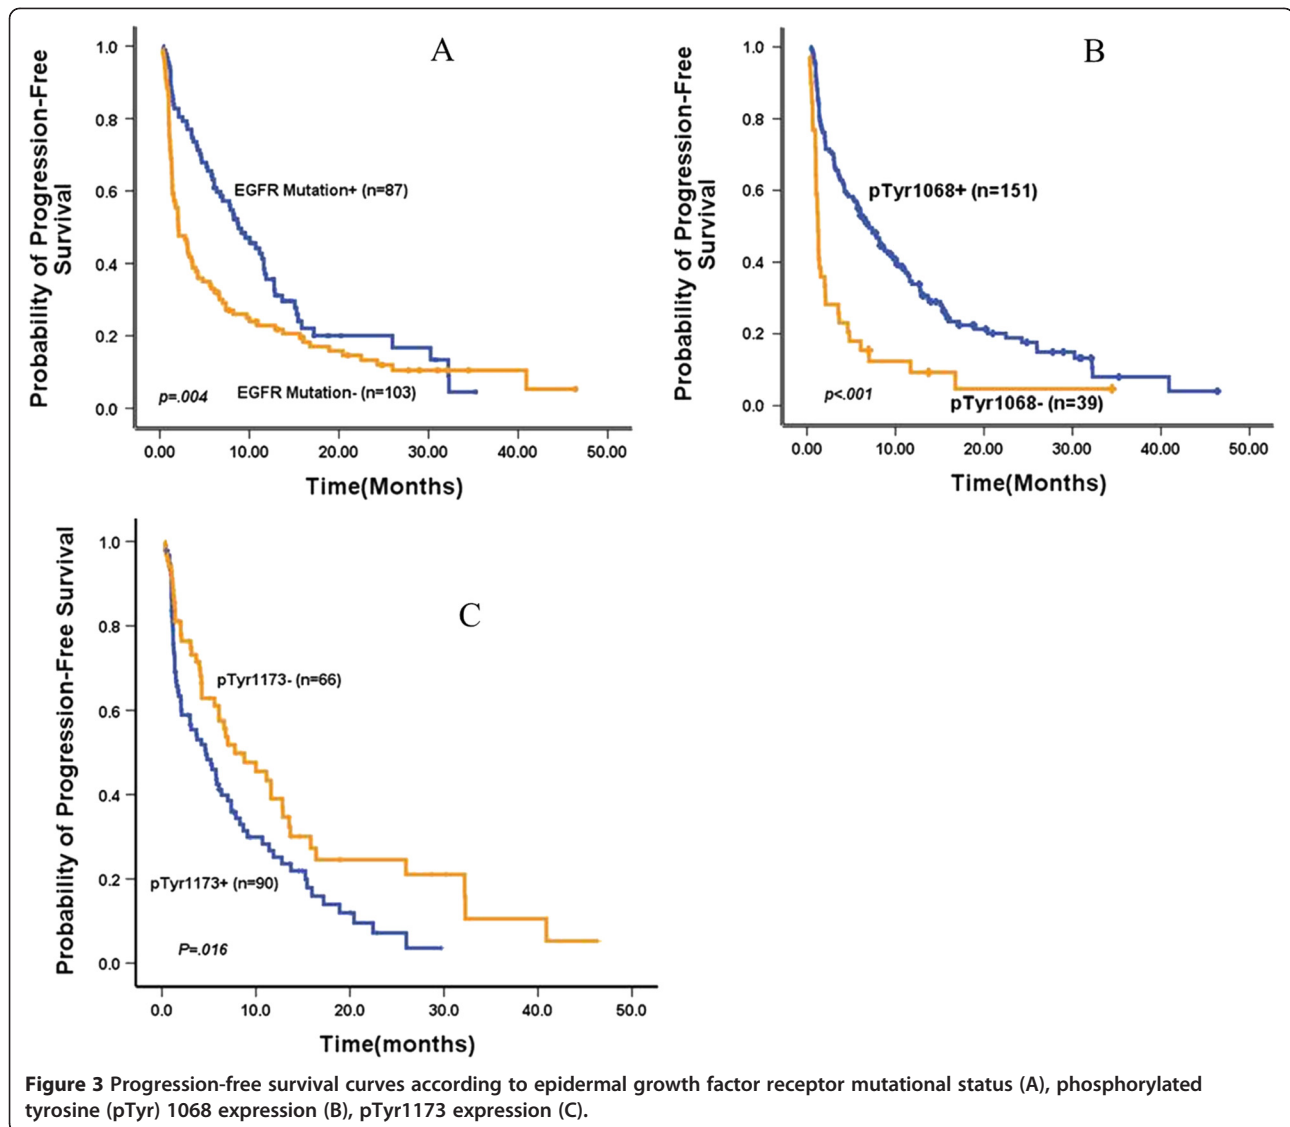 A
Probability of Progression-Free
Survival
1.0
0.8
0.6
0.4
0.2
0.0
EGFR Mutation+ (n=87)
EGFR Mutation- (n=103)
p=.004
0.00 10.00 20.00 30.00 40.00 50.00
Time(Months)
B
Probability of Progression-Free
Survival
1.0
0.8
0.6
0.4
0.2
0.0
pTyr1068+ (n=151)
p<.001
pTyr1068- (n=39)
0.00 10.00 20.00 30.00 40.00 50.00
Time(Months)
C
Probability of Progression-Free Survival
1.0
0.8
0.6
0.4
0.2
0.0
pTyr1173- (n=66)
pTyr1173+ (n=90)
P=.016
0.0 10.0 20.0 30.0 40.0 50.0
Time(months)
Figure 3 Progression-free survival curves according to epidermal growth factor receptor mutational status (A), phosphorylated
tyrosine (pTyr) 1068 expression (B), pTyr1173 expression (C).